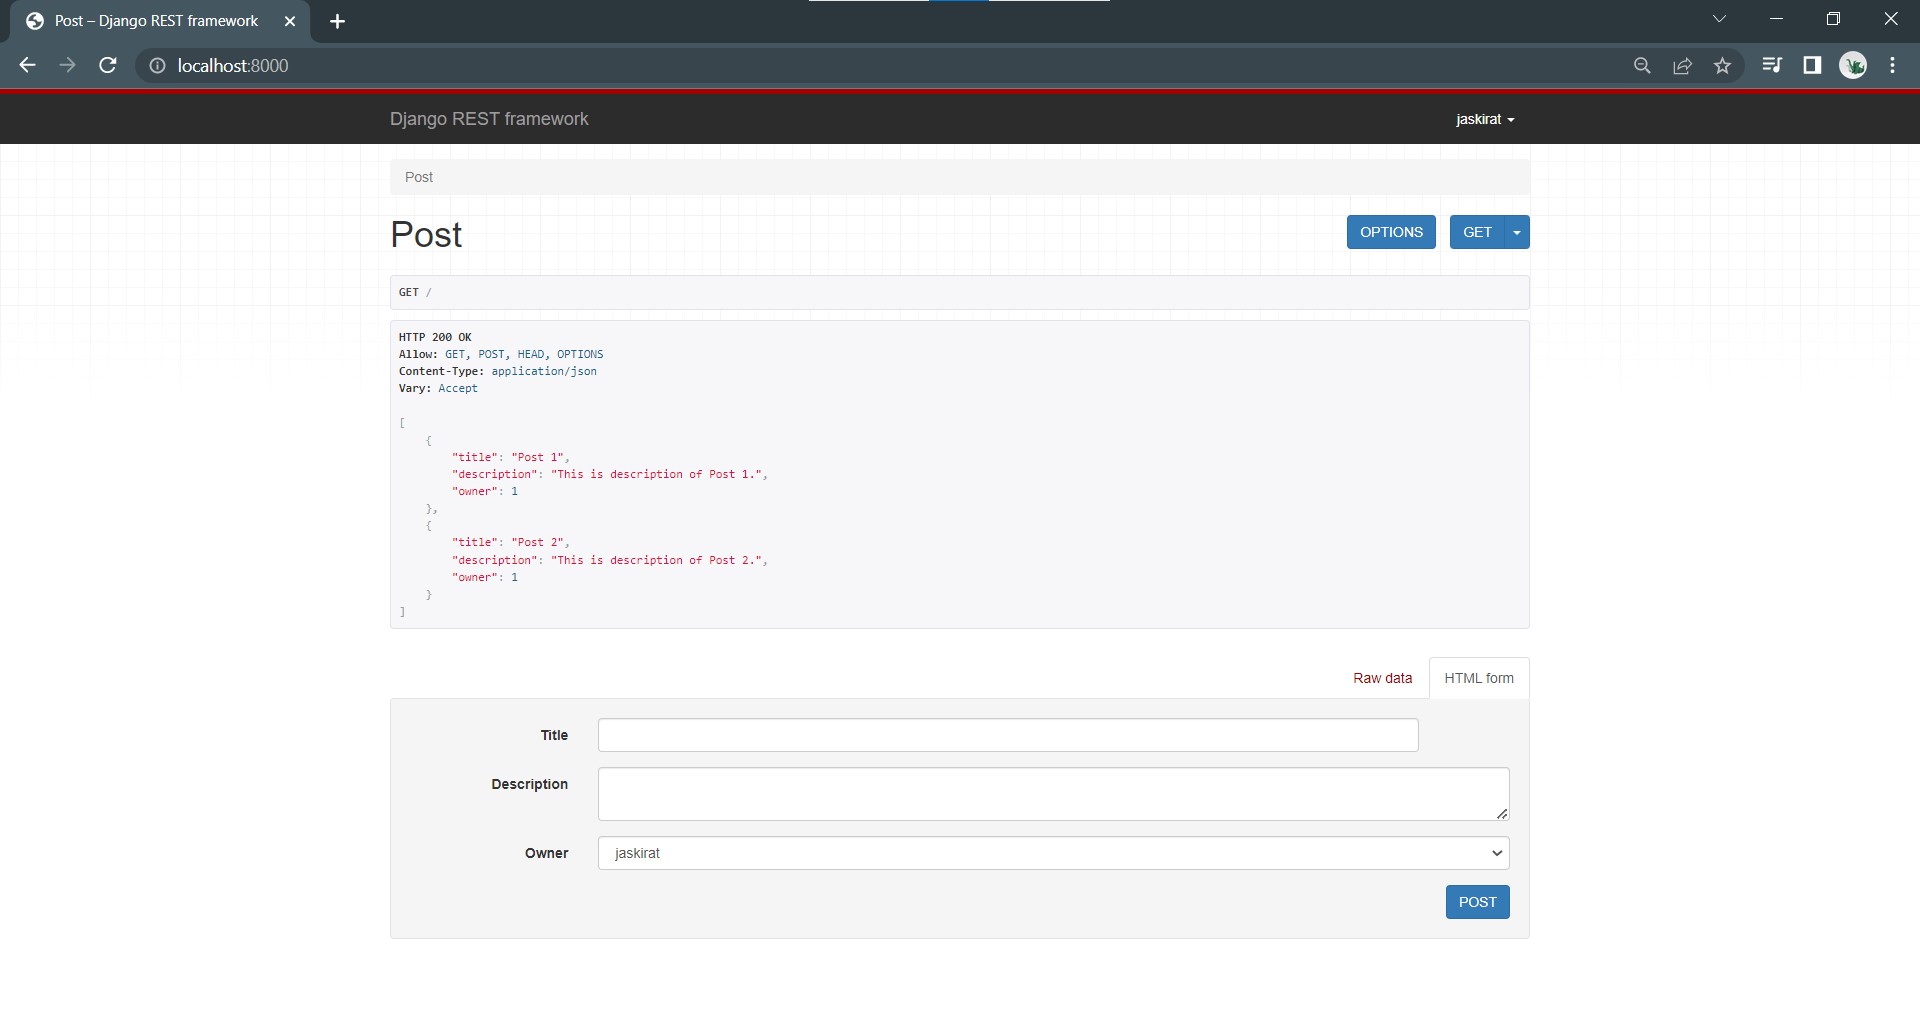 Post – Django REST framework
localhost:8000
Django REST framework
jaskirat
Post
Post
OPTIONS
GET
GET /
HTTP 200 OK
Allow: GET, POST, HEAD, OPTIONS
Content-Type: application/json
Vary: Accept
[
    {
        "title": "Post 1",
        "description": "This is description of Post 1.",
        "owner": 1
    },
    {
        "title": "Post 2",
        "description": "This is description of Post 2.",
        "owner": 1
    }
]
Raw data
HTML form
Title
Description
Owner
jaskirat
POST